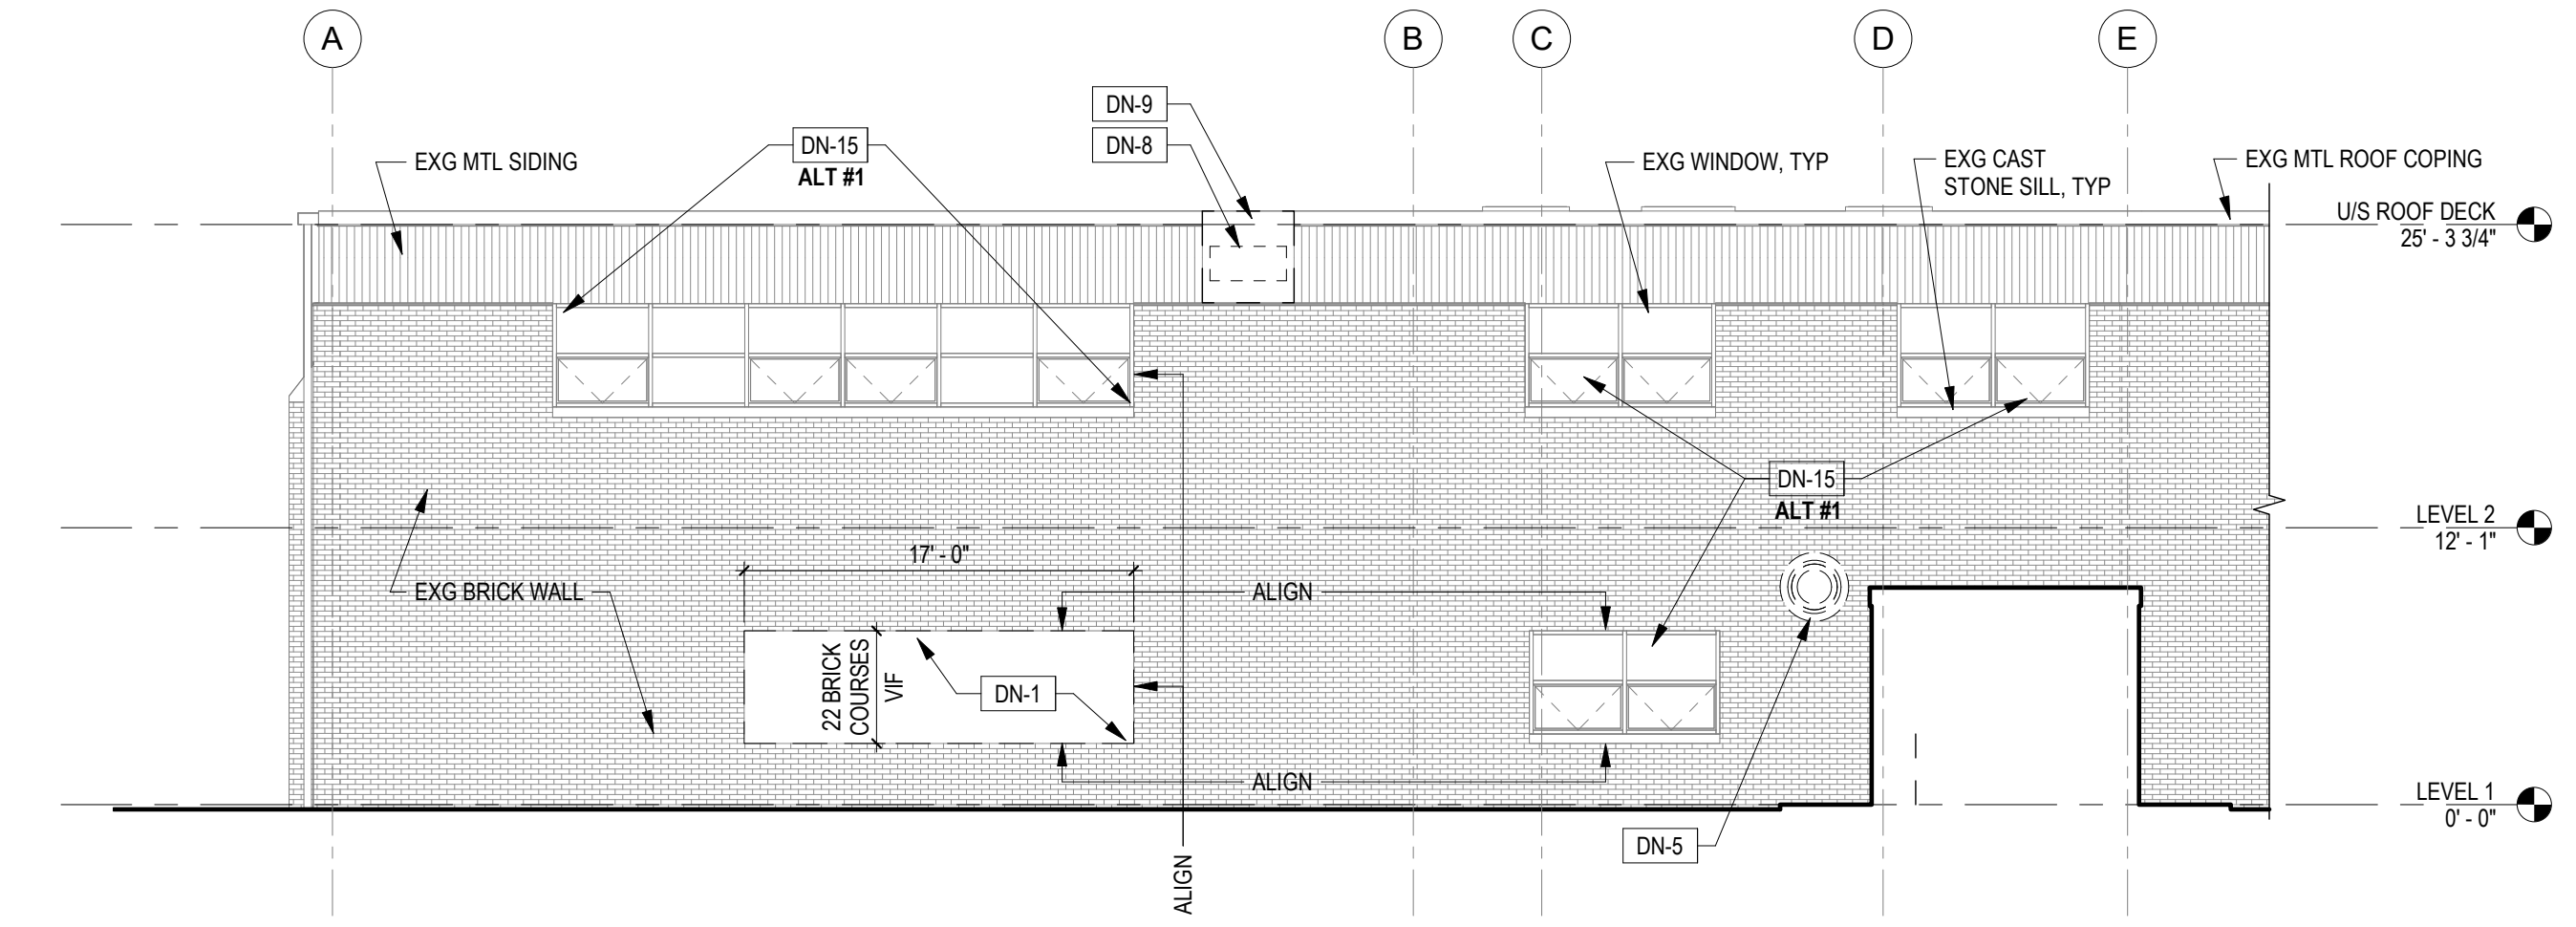 A
B
C
D
E
DN-9
DN-8
DN-15
ALT #1
EXG MTL SIDING
EXG WINDOW, TYP
EXG CAST
STONE SILL, TYP
EXG MTL ROOF COPING
U/S ROOF DECK
25' - 3 3/4"
DN-15
ALT #1
LEVEL 2
12' - 1"
17' - 0"
EXG BRICK WALL
ALIGN
22 BRICK
COURSES
VIF
DN-1
ALIGN
LEVEL 1
0' - 0"
DN-5
ALIGN